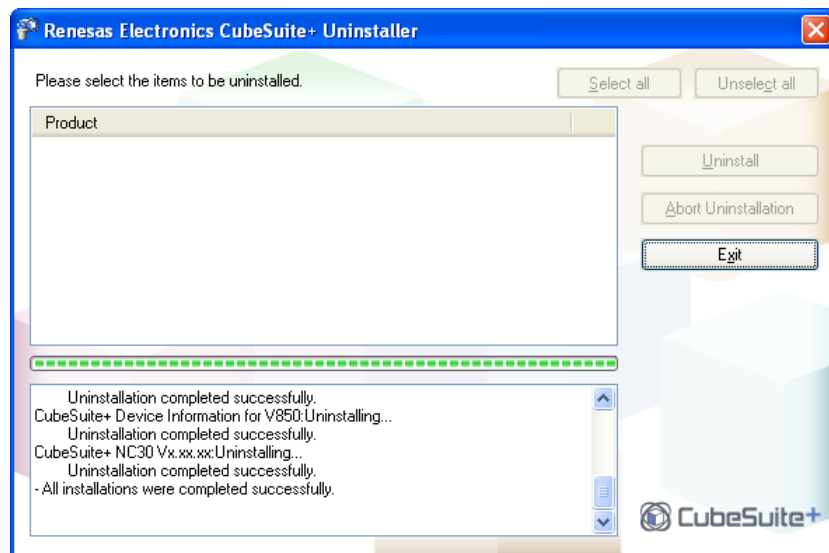 Renesas Electronics CubeSuite+ Uninstaller
Please select the items to be uninstalled.
Select all
Unselect all
Product
Uninstall
Abort Uninstallation
Exit
Uninstallation completed successfully.
CubeSuite+ Device Information for V850:Uninstalling...
Uninstallation completed successfully.
CubeSuite+ NC30 Vx.xx.xx:Uninstalling...
Uninstallation completed successfully.
- All installations were completed successfully.
CubeSuite+